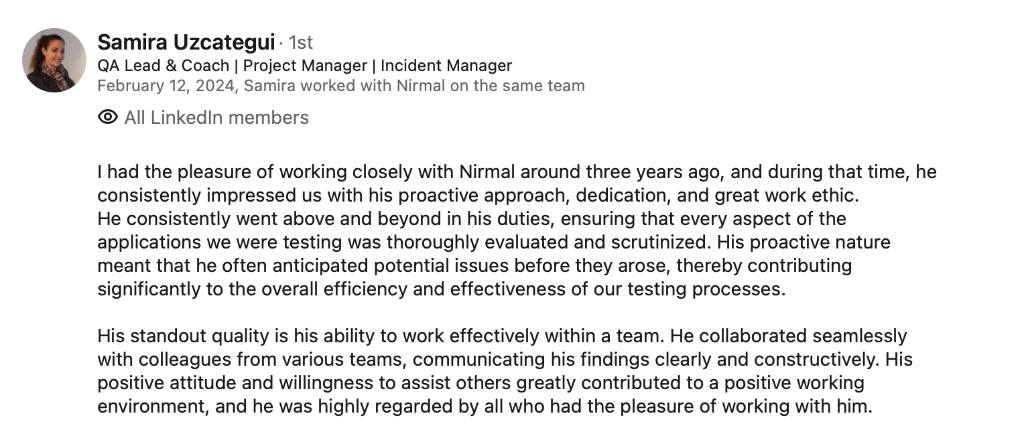 Samira Uzcategui · 1st
QA Lead & Coach | Project Manager | Incident Manager
February 12, 2024, Samira worked with Nirmal on the same team
All LinkedIn members
I had the pleasure of working closely with Nirmal around three years ago, and during that time, he
consistently impressed us with his proactive approach, dedication, and great work ethic.
He consistently went above and beyond in his duties, ensuring that every aspect of the
applications we were testing was thoroughly evaluated and scrutinized. His proactive nature
meant that he often anticipated potential issues before they arose, thereby contributing
significantly to the overall efficiency and effectiveness of our testing processes.
His standout quality is his ability to work effectively within a team. He collaborated seamlessly
with colleagues from various teams, communicating his findings clearly and constructively. His
positive attitude and willingness to assist others greatly contributed to a positive working
environment, and he was highly regarded by all who had the pleasure of working with him.